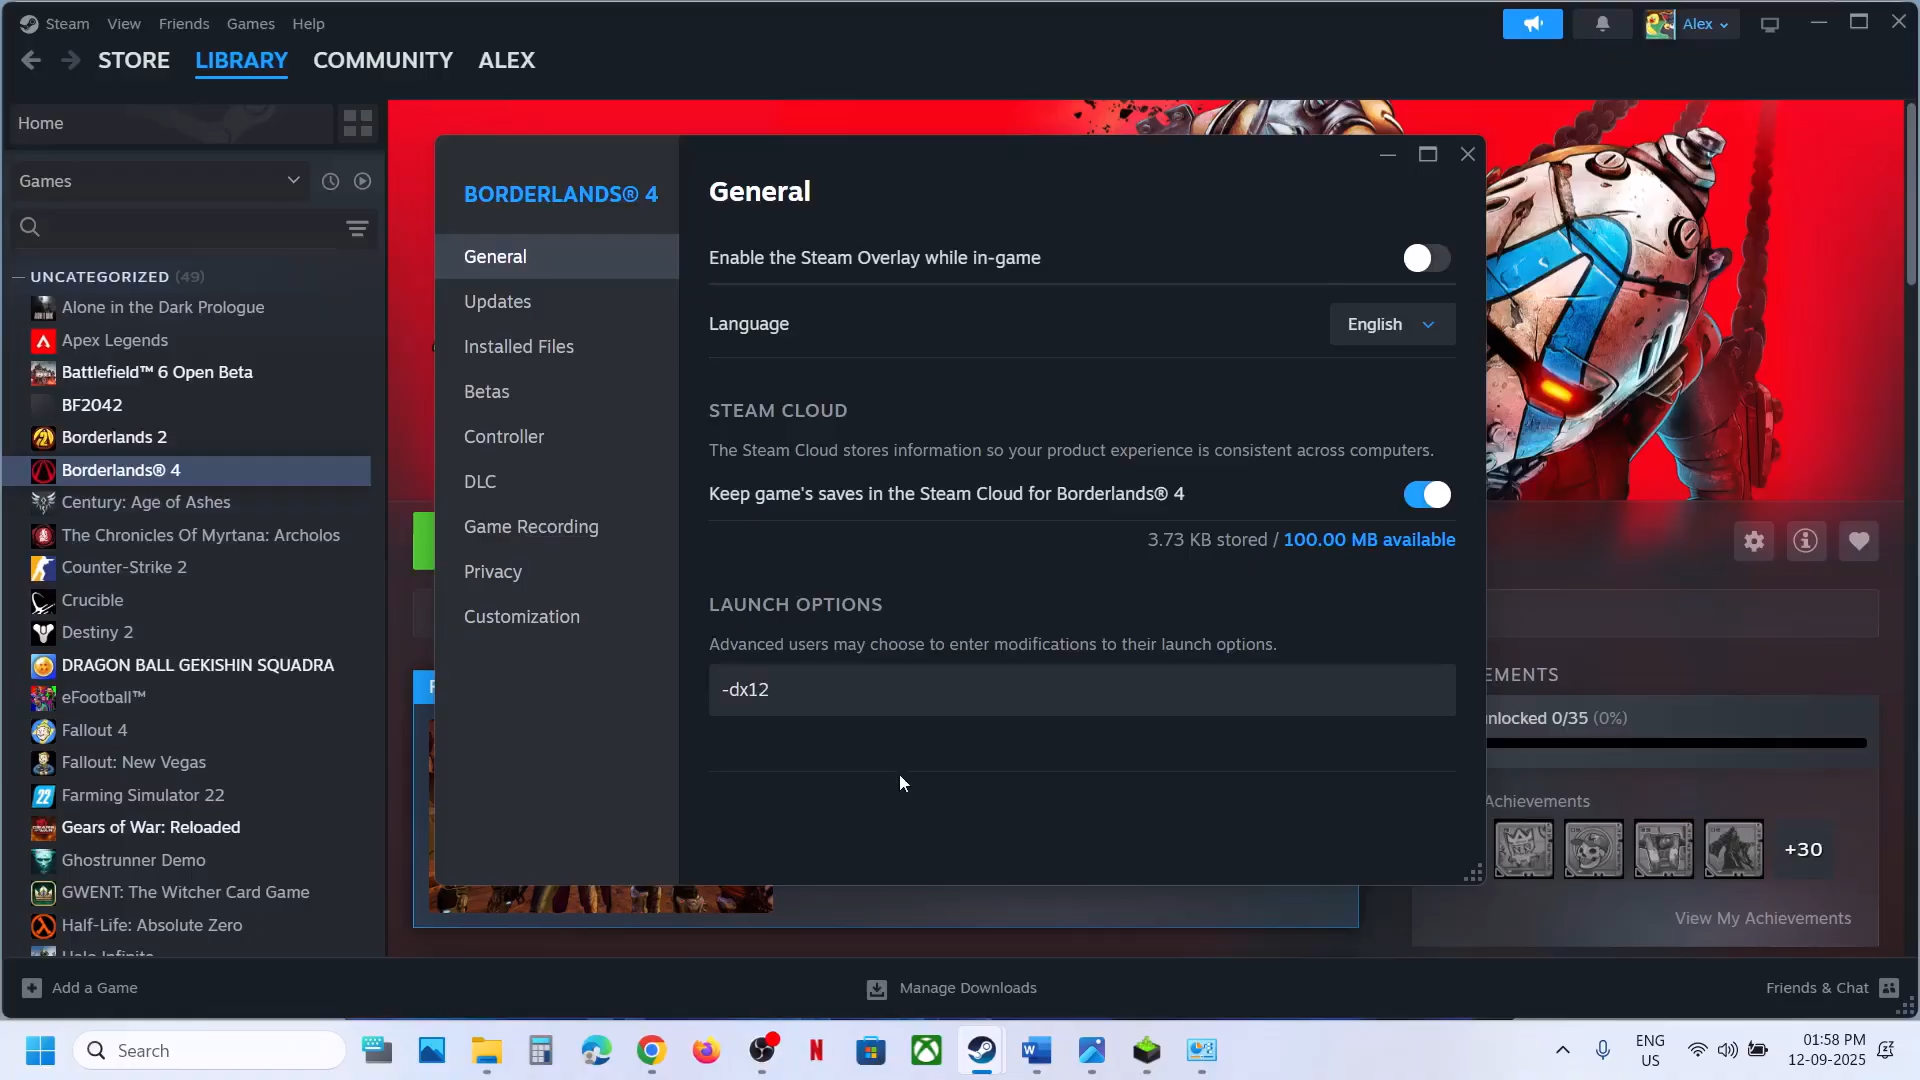 Steam View Friends Games Help
Alex
STORE LIBRARY COMMUNITY ALEX
Home
Games
UNCATEGORIZED (49)
Alone in the Dark Prologue
Apex Legends
Battlefield™ 6 Open Beta
BF2042
Borderlands 2
Borderlands® 4
Century: Age of Ashes
The Chronicles Of Myrtana: Archolos
Counter-Strike 2
Crucible
Destiny 2
DRAGON BALL GEKISHIN SQUADRA
eFootball™
Fallout 4
Fallout: New Vegas
Farming Simulator 22
Gears of War: Reloaded
Ghostrunner Demo
GWENT: The Witcher Card Game
Half-Life: Absolute Zero
Halo Infinite
BORDERLANDS® 4
General
Updates
Installed Files
Betas
Controller
DLC
Game Recording
Privacy
Customization
General
Enable the Steam Overlay while in-game
Language
English
STEAM CLOUD
The Steam Cloud stores information so your product experience is consistent across computers.
Keep game's saves in the Steam Cloud for Borderlands® 4
3.73 KB stored / 100.00 MB available
LAUNCH OPTIONS
Advanced users may choose to enter modifications to their launch options.
-dx12
EMENTS
nlocked 0/35 (0%)
Achievements
+30
View My Achievements
Add a Game
Manage Downloads
Friends & Chat
Search
ENG
US
01:58 PM
12-09-2025